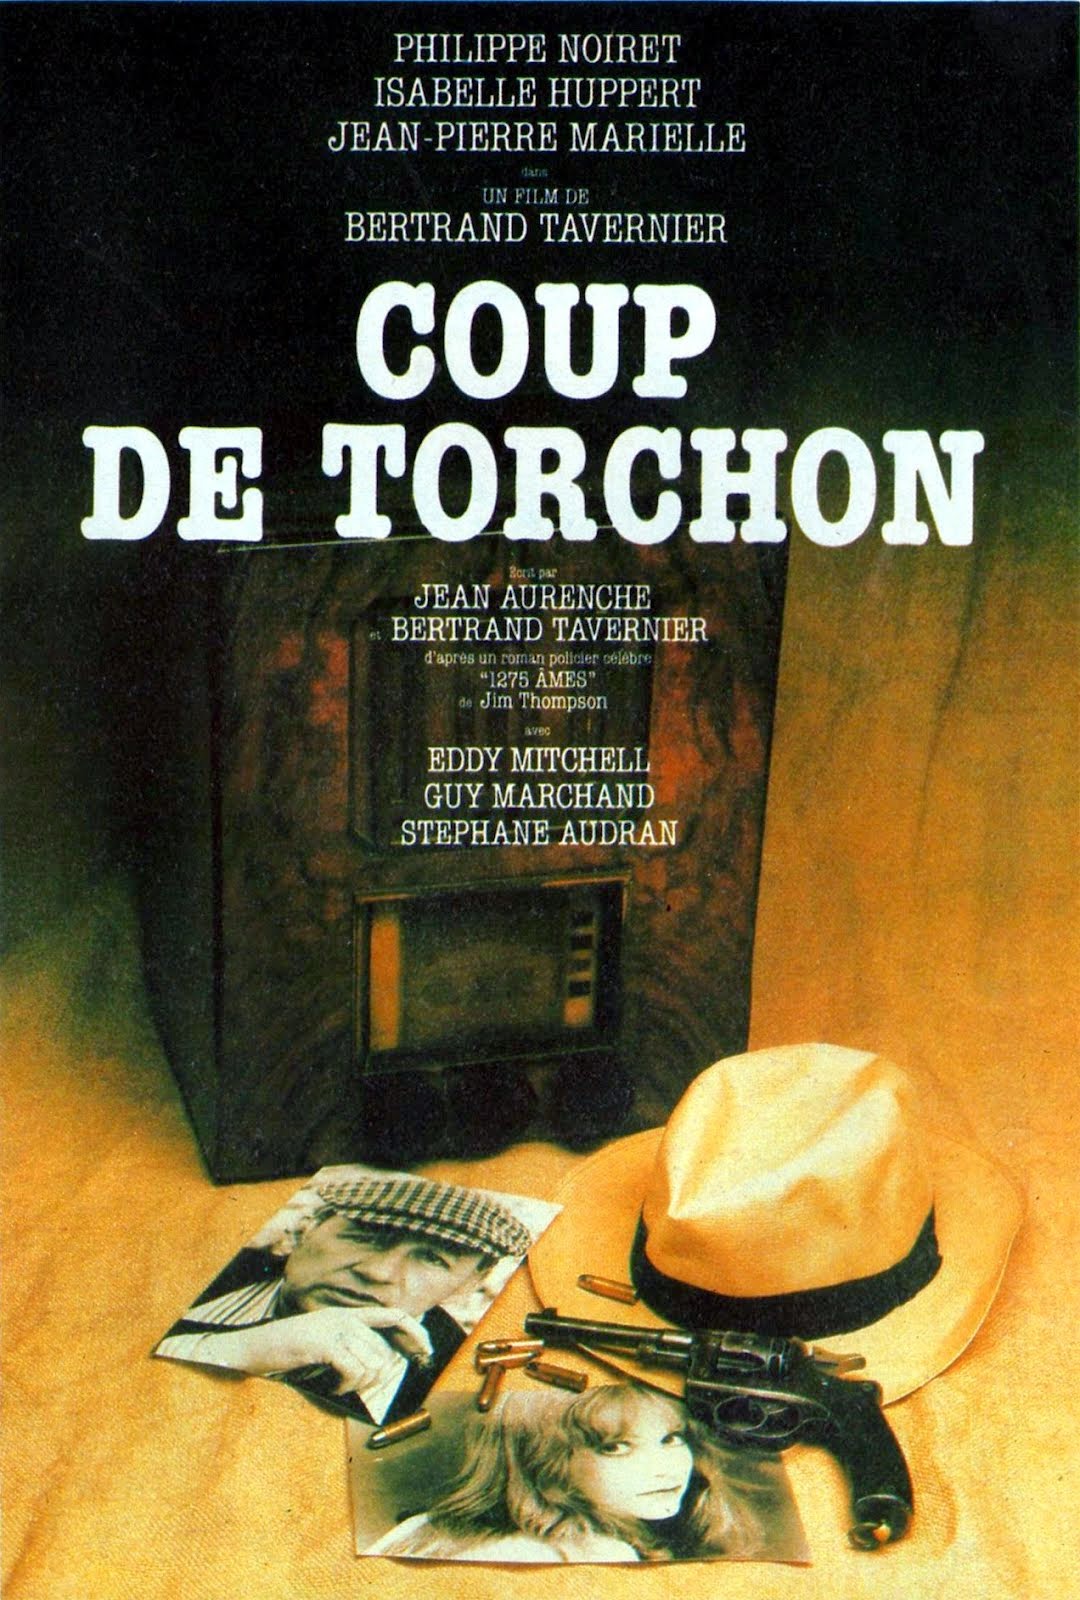 PHILIPPE NOIRET
ISABELLE HUPPERT
JEAN-PIERRE MARIELLE
dans
UN FILM DE
BERTRAND TAVERNIER
COUP
DE TORCHON
Ecrit par
JEAN AURENCHE
et BERTRAND TAVERNIER
d'après un roman policier célèbre
"1275 ÂMES"
de Jim Thompson
avec
EDDY MITCHELL
GUY MARCHAND
STEPHANE AUDRAN